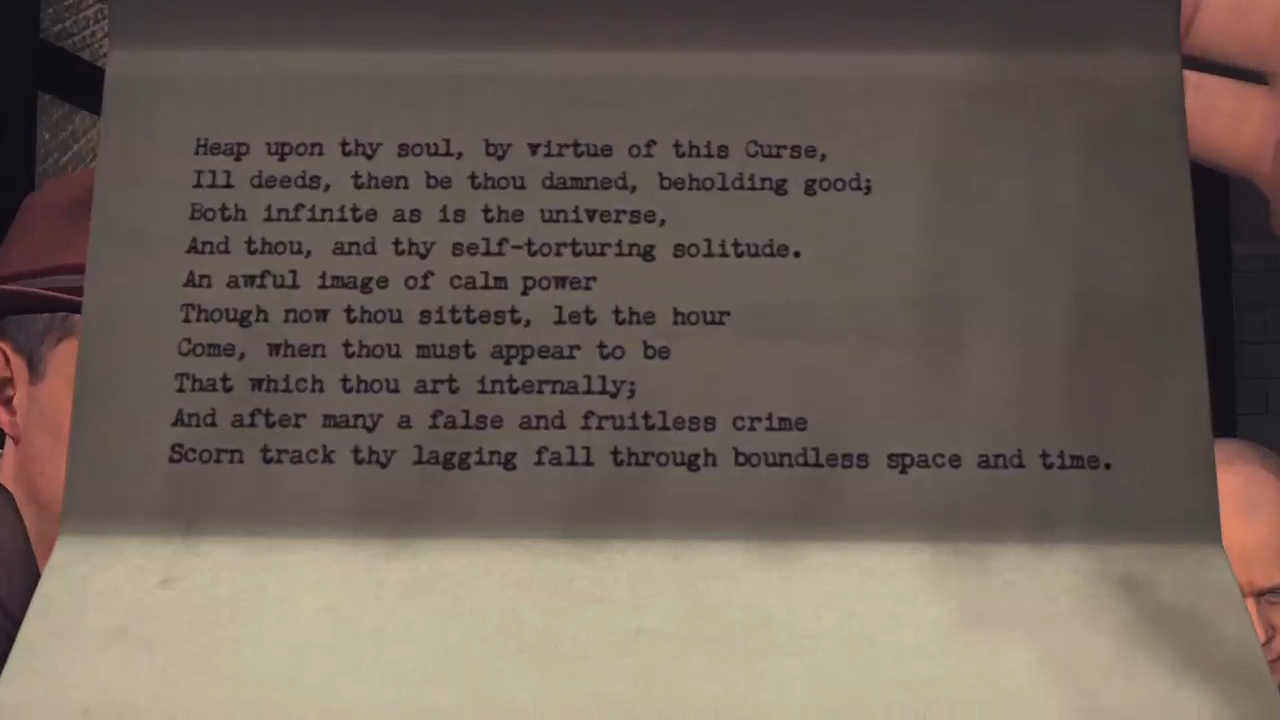 Heap upon thy soul, by virtue of this Curse,
Ill deeds, then be thou damned, beholding good;
Both infinite as is the universe,
And thou, and thy self-torturing solitude.
An awful image of calm power
Though now thou sittest, let the hour
Come, when thou must appear to be
That which thou art internally;
And after many a false and fruitless crime
Scorn track thy lagging fall through boundless space and time.